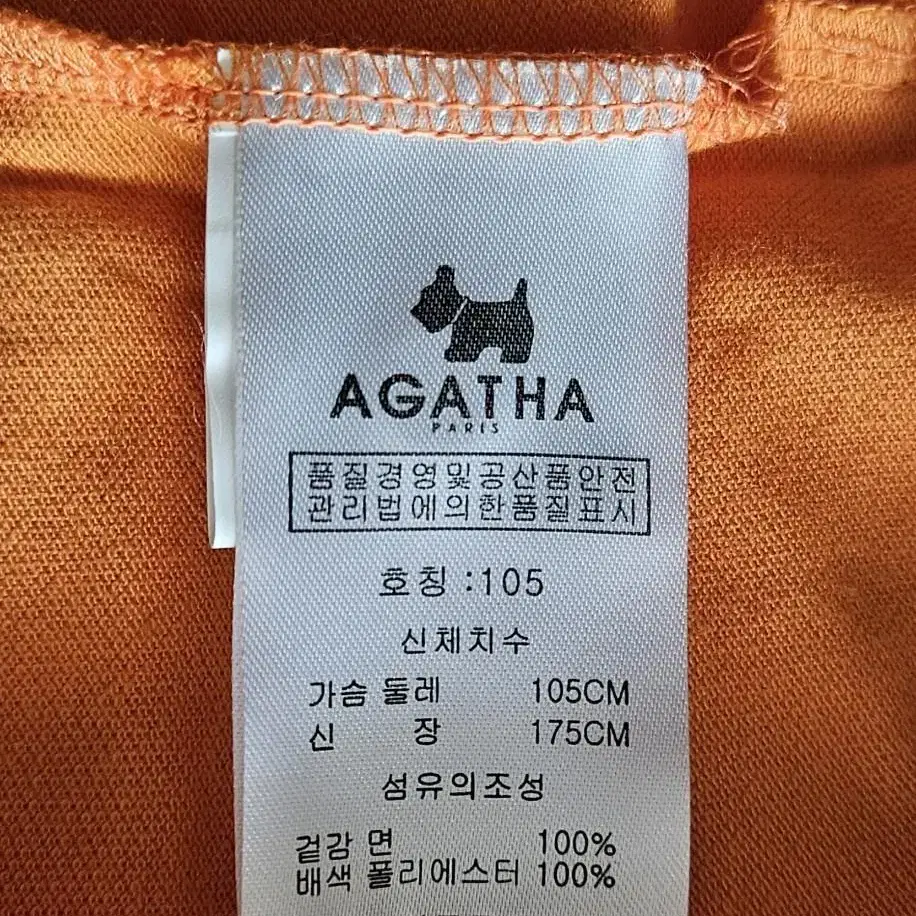 AGATHA
PARIS
품질경영및공산품안전
관리법에의한품질표시
호칭 :105
신체치수
가슴 둘레 105CM
신 장 175CM
섬유의조성
겉감 면 100%
배색 폴리에스터 100%